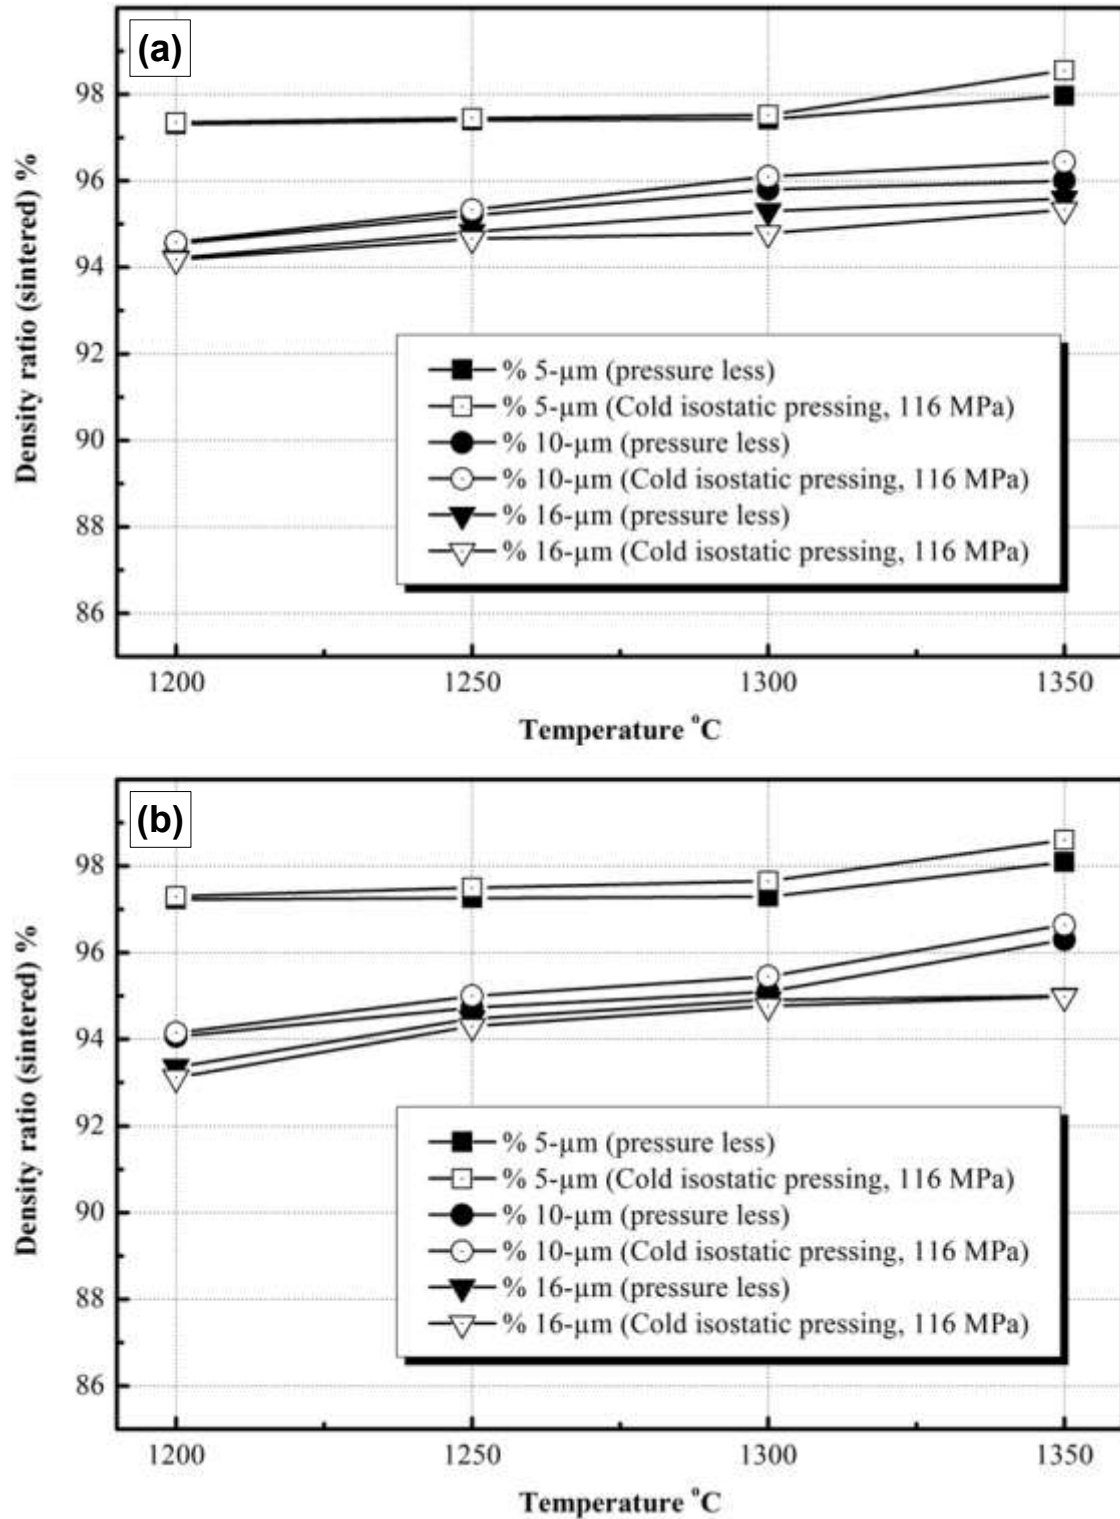 (a)
98
96
94
92
90
88
86
Density ratio (sintered) %
% 5-µm (pressure less)
% 5-µm (Cold isostatic pressing, 116 MPa)
% 10-µm (pressure less)
% 10-µm (Cold isostatic pressing, 116 MPa)
% 16-µm (pressure less)
% 16-µm (Cold isostatic pressing, 116 MPa)
1200 1250 1300 1350
Temperature °C
(b)
98
96
94
92
90
88
86
Density ratio (sintered) %
% 5-µm (pressure less)
% 5-µm (Cold isostatic pressing, 116 MPa)
% 10-µm (pressure less)
% 10-µm (Cold isostatic pressing, 116 MPa)
% 16-µm (pressure less)
% 16-µm (Cold isostatic pressing, 116 MPa)
1200 1250 1300 1350
Temperature °C